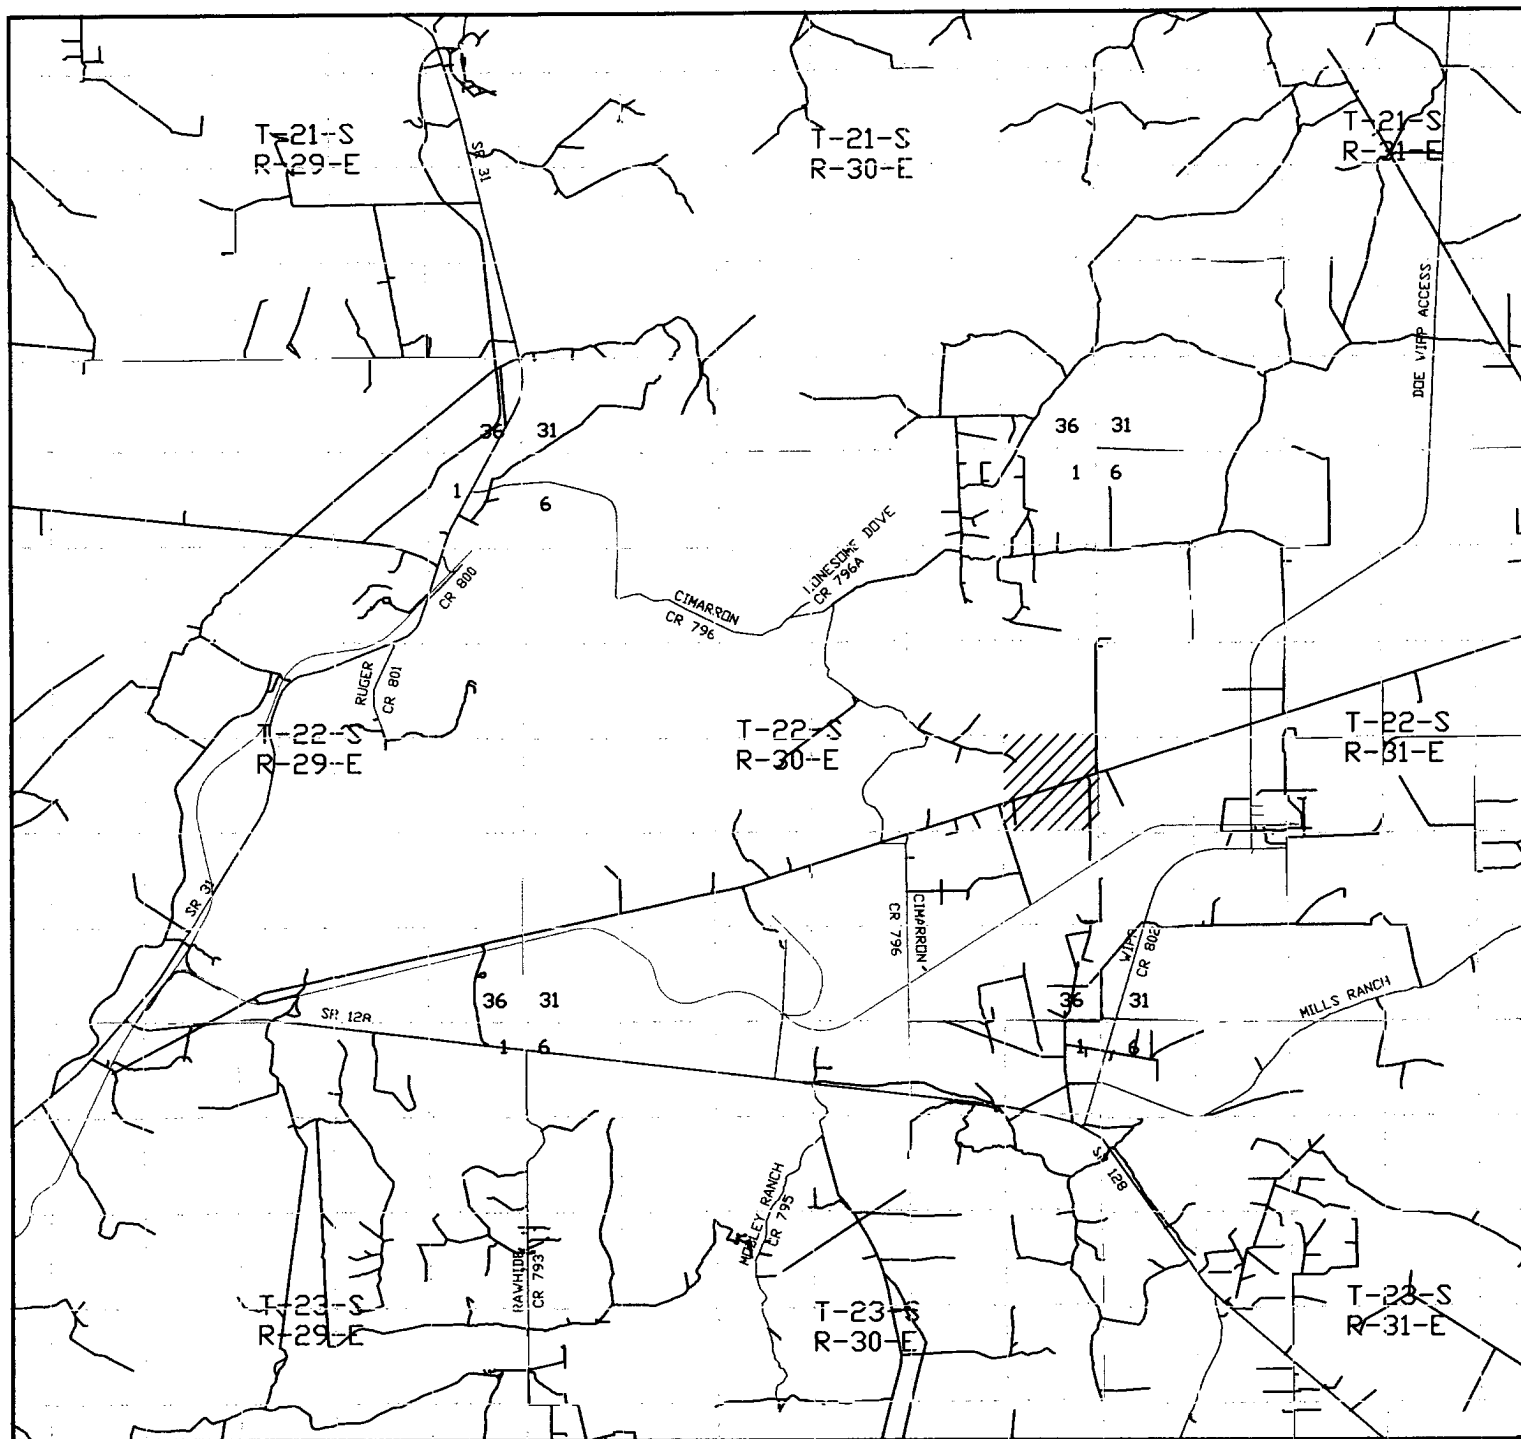 T-21-S
R-29-E
T-21-S
R-30-E
T-21-S
R-31-E
SR 31
DOE WIPP ACCESS
36 31
1 6
36 31
1 6
LONESOME DOVE
CR 796A
CIMARRON
CR 796
CR 800
RUGER
CR 801
T-22-S
R-29-E
T-22-S
R-30-E
T-22-S
R-31-E
SR 31
CIMARRON
CR 796
WIPP
CR 802
MILLS RANCH
36 31
1 6
36 31
1 6
SR 128
SR 128
MOBLEY RANCH
CR 795
RAWHIDE
CR 793
T-23-S
R-29-E
T-23-S
R-30-E
T-23-S
R-31-E